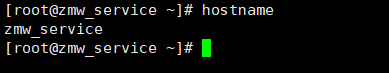 [root@zmw_service ~]# hostname
zmw_service
[root@zmw_service ~]#